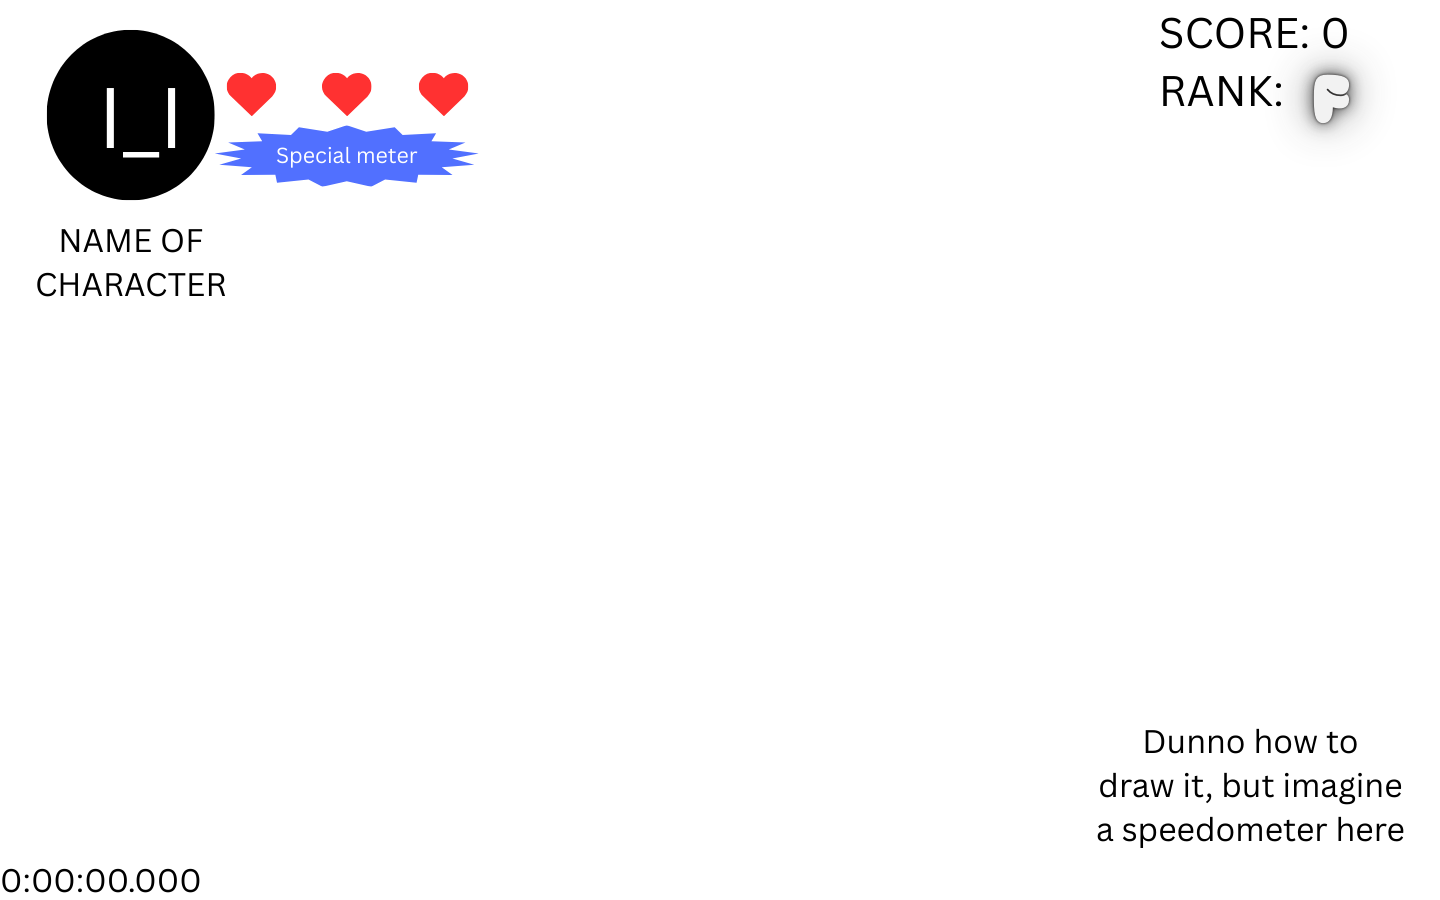 SCORE: 0
RANK: F
|_|
Special meter
NAME OF
CHARACTER
Dunno how to
draw it, but imagine
a speedometer here
0:00:00.000